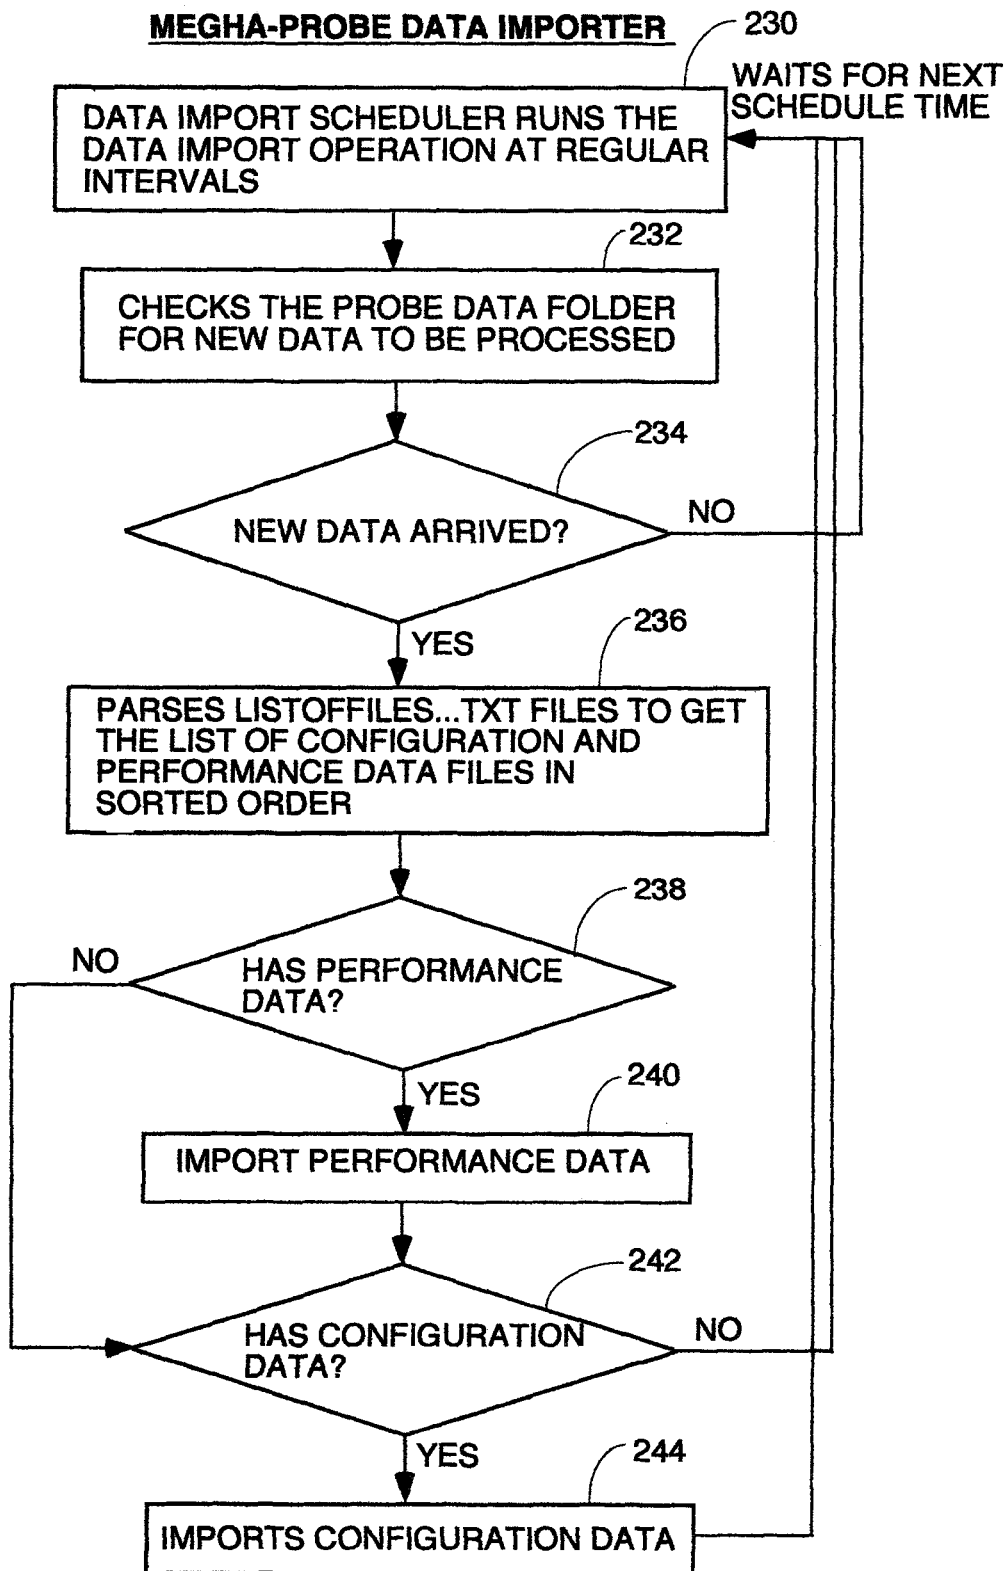 MEGHA-PROBE DATA IMPORTER
230
WAITS FOR NEXT
SCHEDULE TIME
DATA IMPORT SCHEDULER RUNS THE
DATA IMPORT OPERATION AT REGULAR
INTERVALS
232
CHECKS THE PROBE DATA FOLDER
FOR NEW DATA TO BE PROCESSED
234
NEW DATA ARRIVED?
NO
YES
236
PARSES LISTOFFILES...TXT FILES TO GET
THE LIST OF CONFIGURATION AND
PERFORMANCE DATA FILES IN
SORTED ORDER
238
NO
HAS PERFORMANCE
DATA?
YES
240
IMPORT PERFORMANCE DATA
242
HAS CONFIGURATION
DATA?
NO
YES
244
IMPORTS CONFIGURATION DATA